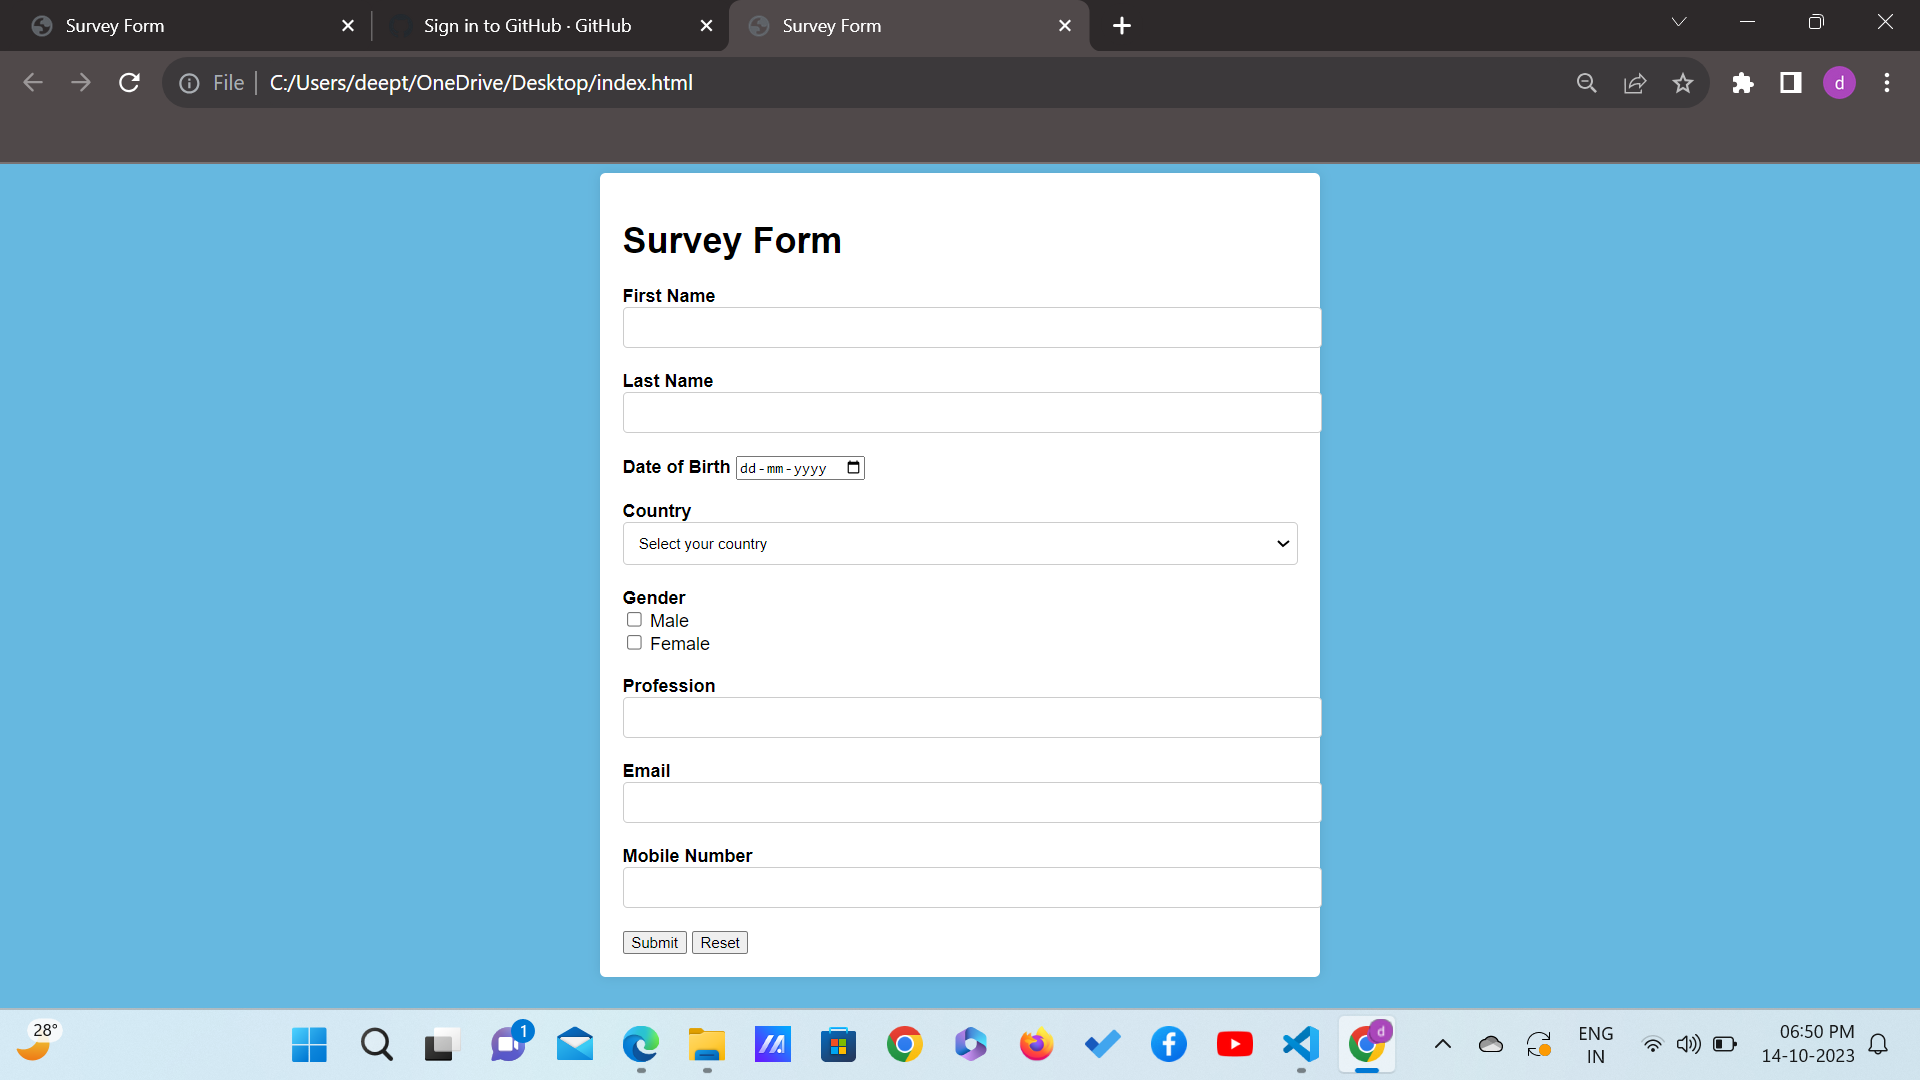 Survey Form
Sign in to GitHub · GitHub
Survey Form
File
C:/Users/deept/OneDrive/Desktop/index.html
d
Survey Form
First Name
Last Name
Date of Birth dd-mm-yyyy
Country
Select your country
Gender
Male
Female
Profession
Email
Mobile Number
Submit Reset
28°
1
d
ENG
IN
06:50 PM
14-10-2023